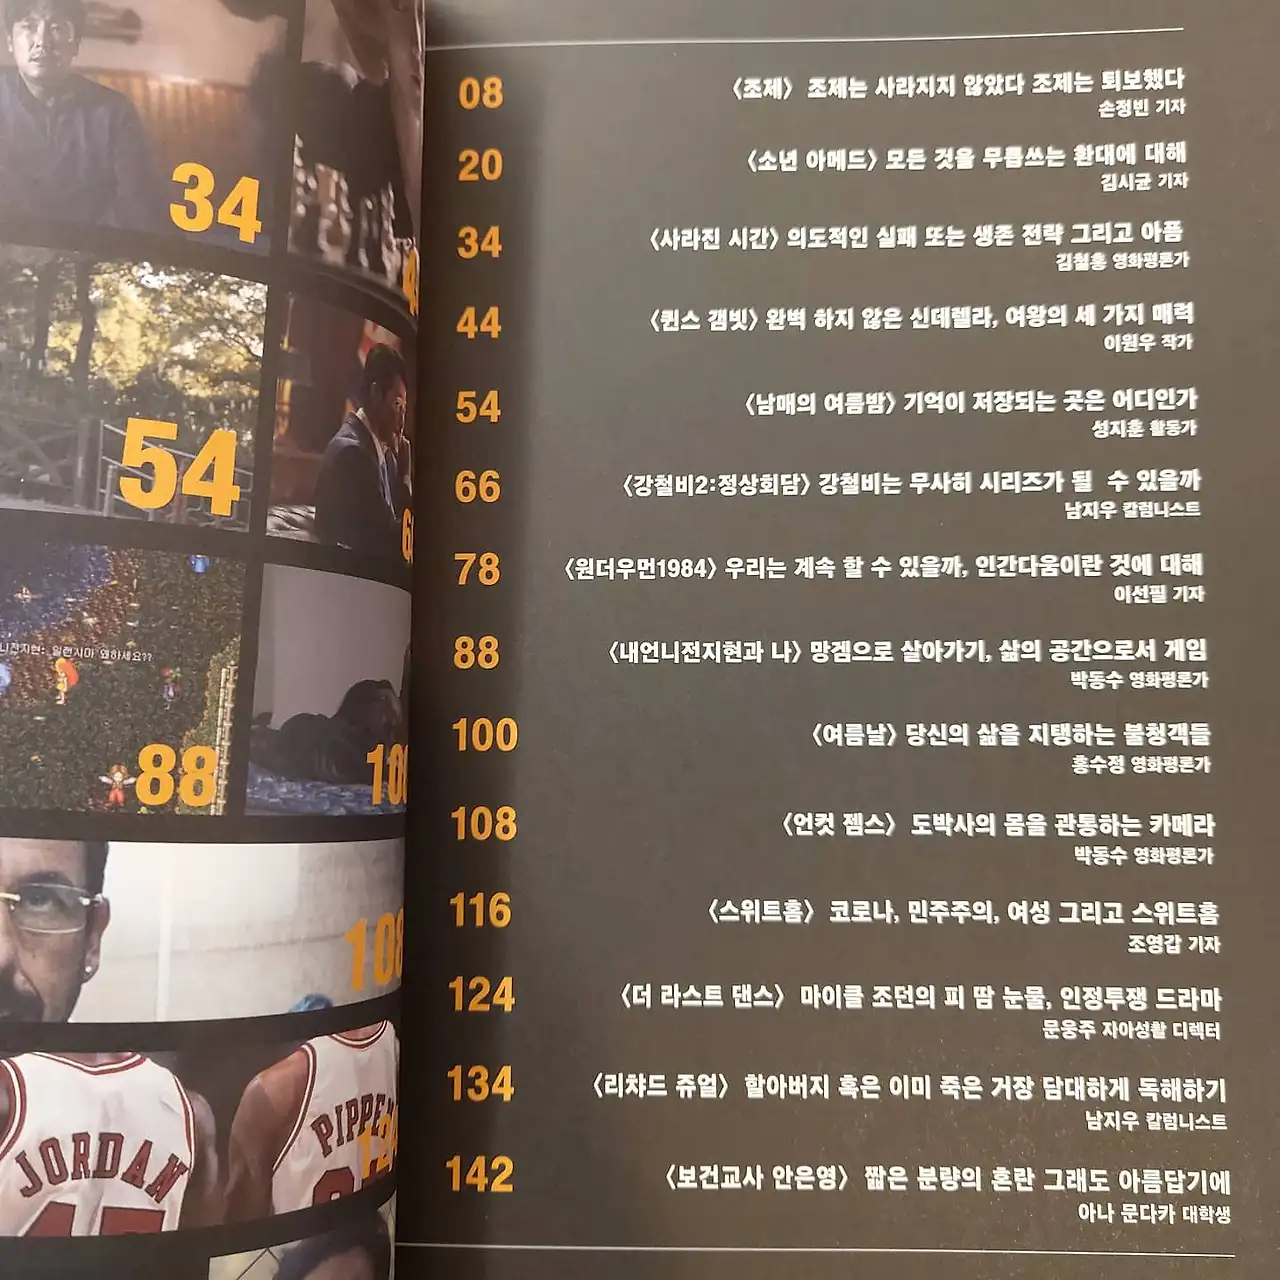 34
54
니전지현: 일런지마 왜하세요??
88
108
JORDAN
PIPPEN
08
〈조제〉 조제는 사라지지 않았다 조제는 퇴보했다
손정빈 기자
20
〈소년 아메드〉 모든 것을 무릅쓰는 환대에 대해
김시균 기자
34
〈사라진 시간〉 의도적인 실패 또는 생존 전략 그리고 아픔
김철홍 영화평론가
44
〈퀸스 갬빗〉 완벽 하지 않은 신데렐라, 여왕의 세 가지 매력
이원우 작가
54
〈남매의 여름밤〉 기억이 저장되는 곳은 어디인가
성지훈 활동가
66
〈강철비2:정상회담〉 강철비는 무사히 시리즈가 될 수 있을까
남지우 칼럼니스트
78
〈원더우먼1984〉 우리는 계속 할 수 있을까, 인간다움이란 것에 대해
이선필 기자
88
〈내언니전지현과 나〉 망겜으로 살아가기, 삶의 공간으로서 게임
박동수 영화평론가
100
〈여름날〉 당신의 삶을 지탱하는 불청객들
홍수정 영화평론가
108
〈언컷 젬스〉 도박사의 몸을 관통하는 카메라
박동수 영화평론가
116
〈스위트홈〉 코로나, 민주주의, 여성 그리고 스위트홈
조영갑 기자
124
〈더 라스트 댄스〉 마이클 조던의 피 땀 눈물, 인정투쟁 드라마
문웅주 자아성촬 디렉터
134
〈리챠드 쥬얼〉 할아버지 혹은 이미 죽은 거장 담대하게 독해하기
남지우 칼럼니스트
142
〈보건교사 안은영〉 짧은 분량의 혼란 그래도 아름답기에
아나 문다카 대학생